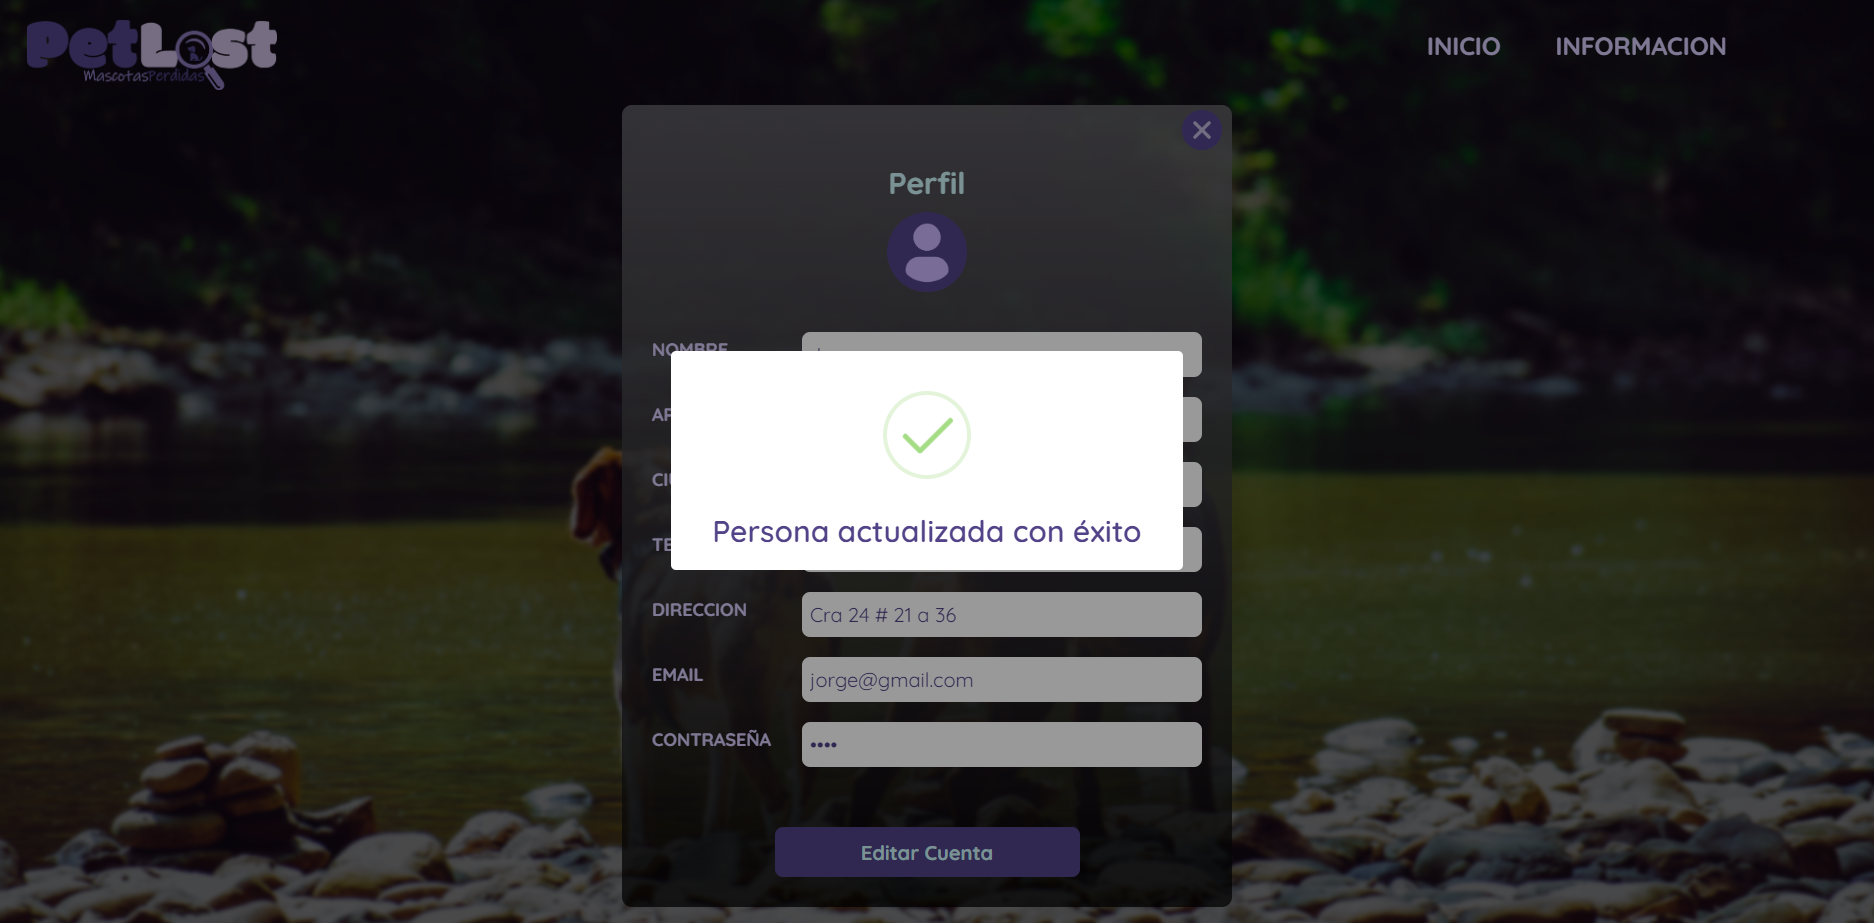 PetLost
MascotasPerdidas
INICIO
INFORMACION
Perfil
NOMBRE
Persona actualizada con éxito
DIRECCION
Cra 24 # 21 a 36
EMAIL
jorge@gmail.com
CONTRASEÑA
••••
Editar Cuenta